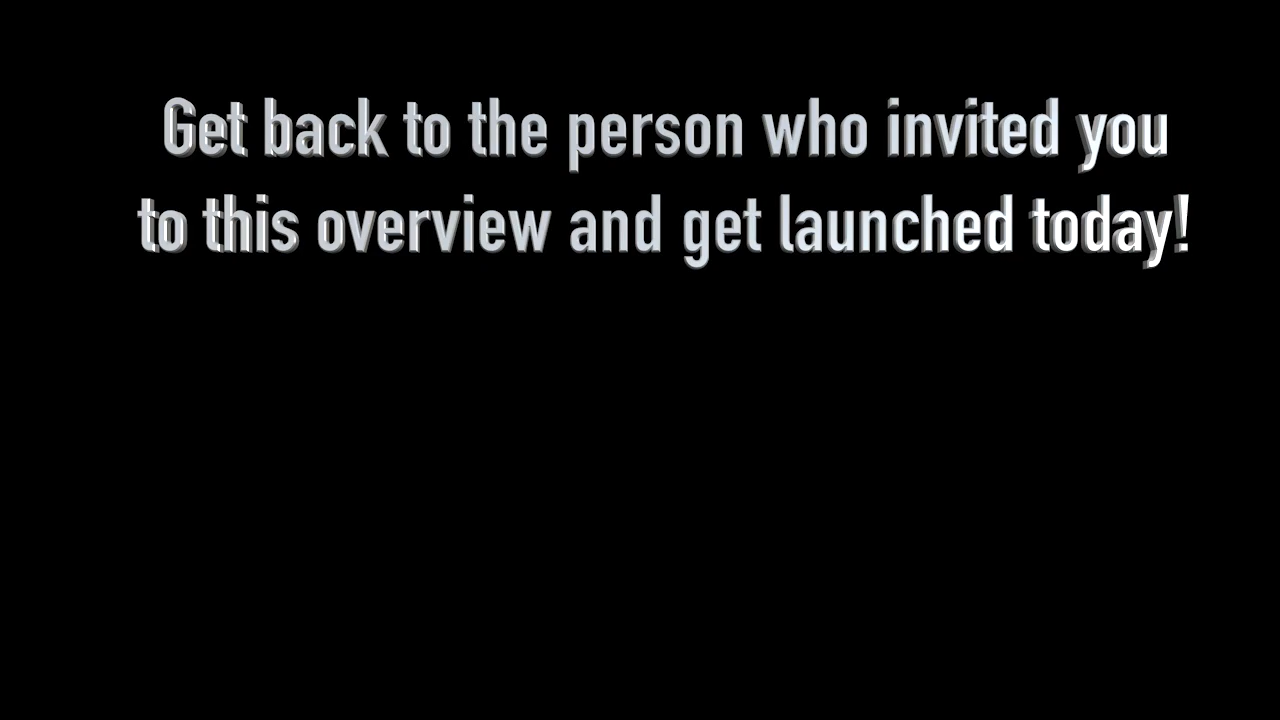 Get back to the person who invited you
to this overview and get launched today!